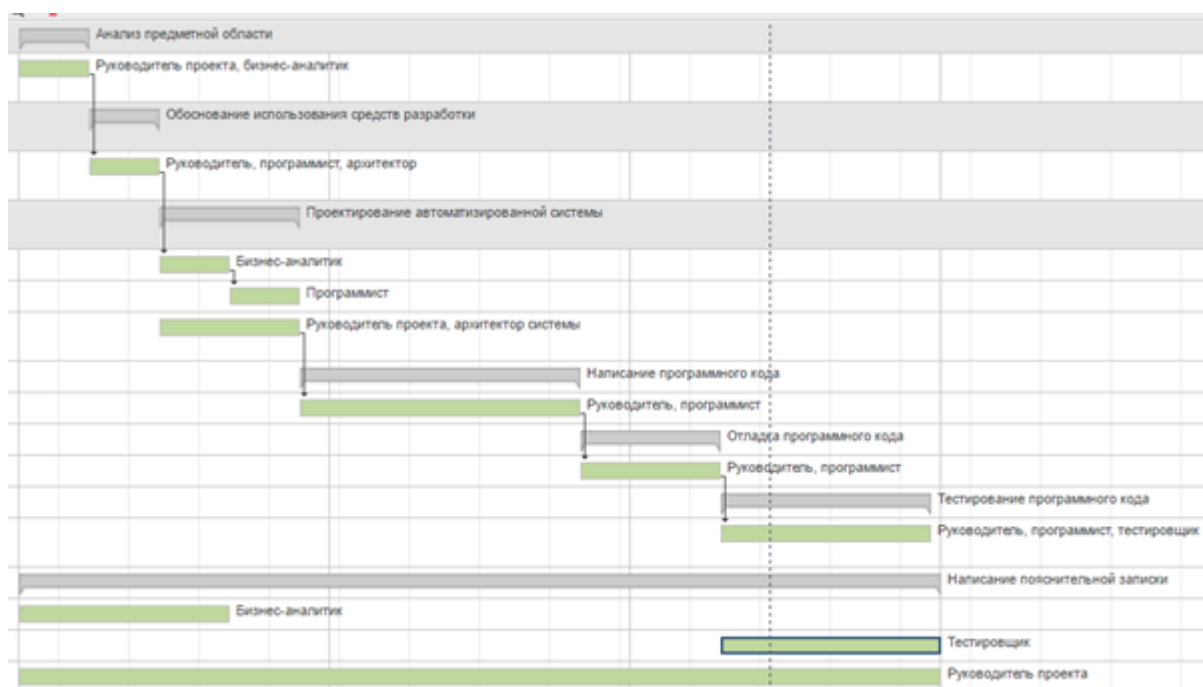 Анализ предметной области
Руководитель проекта, бизнес-аналитик
Обоснование использования средств разработки
Руководитель, программист, архитектор
Проектирование автоматизированной системы
Бизнес-аналитик
Программист
Руководитель проекта, архитектор системы
Написание программного кода
Руководитель, программист
Отладка программного кода
Руководитель, программист
Тестирование программного кода
Руководитель, программист, тестировщик
Написание пояснительной записки
Бизнес-аналитик
Тестировщик
Руководитель проекта